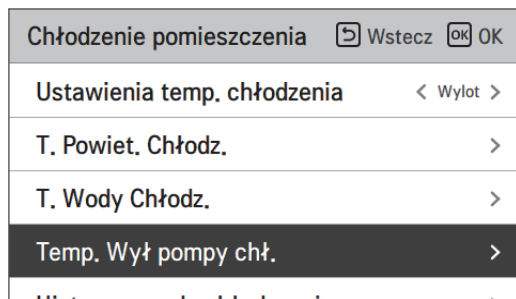 Chłodzenie pomieszczenia Wstecz OK OK
Ustawienia temp. chłodzenia < Wylot >
T. Powiet. Chłodz. >
T. Wody Chłodz. >
Temp. Wył pompy chł. >